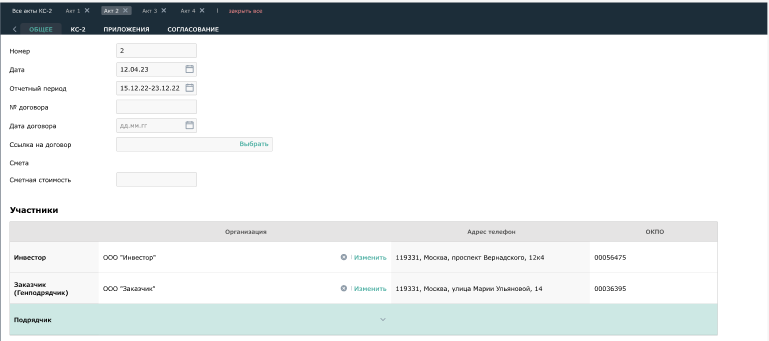 Все акты КС-2 Акт 1 Акт 2 Акт 3 Акт 4 закрыть все
ОБЩЕЕ КС-2 ПРИЛОЖЕНИЯ СОГЛАСОВАНИЕ
Номер 2
Дата 12.04.23
Отчетный период 15.12.22-23.12.22
№ договора
Дата договора дд.мм.гг
Ссылка на договор Выбрать
Смета
Сметная стоимость
Участники
Организация Адрес телефон ОКПО
Инвестор ООО "Инвестор" Изменить 119331, Москва, проспект Вернадского, 12к4 00056475
Заказчик
(Генподрядчик) ООО "Заказчик" Изменить 119331, Москва, улица Марии Ульяновой, 14 00036395
Подрядчик